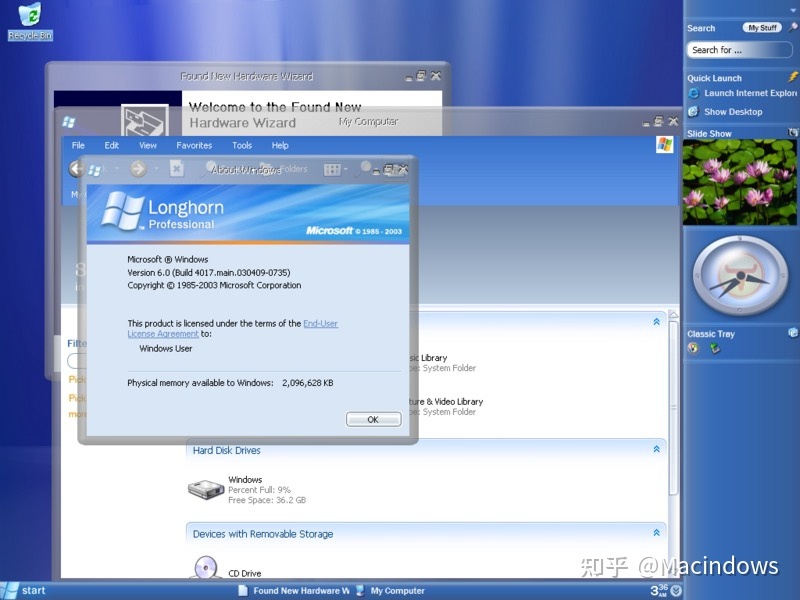 Recycle Bin
Found New Hardware Wizard
Welcome to the Found New
Hardware Wizard
My Computer
File Edit View Favorites Tools Help
Folders
About Windows
Longhorn
Professional
Microsoft © 1985 - 2003
Microsoft ® Windows
Version 6.0 (Build 4017.main.030409-0735)
Copyright © 1985-2003 Microsoft Corporation
This product is licensed under the terms of the End-User
License Agreement to:
Windows User
Physical memory available to Windows: 2,096,628 KB
OK
Library
System Folder
& Video Library
System Folder
Hard Disk Drives
Windows
Percent Full: 9%
Free Space: 36.2 GB
Devices with Removable Storage
CD Drive
Search My Stuff
Search for ...
Quick Launch
Launch Internet Explore
Show Desktop
Slide Show
Classic Tray
start
Found New Hardware W
My Computer
3 36 AM
知乎 @Macindows